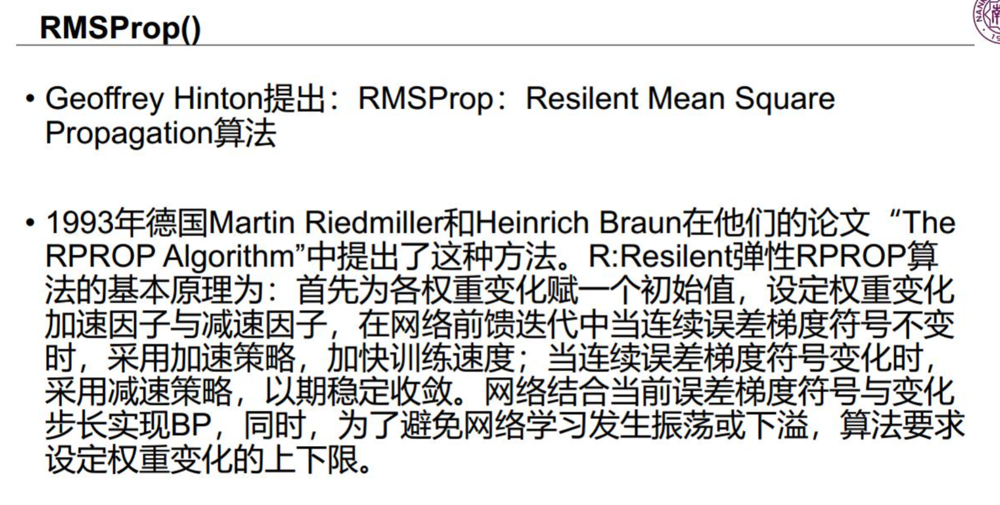 RMSProp()
• Geoffrey Hinton提出：RMSProp：Resilent Mean Square
Propagation算法
• 1993年德国Martin Riedmiller和Heinrich Braun在他们的论文“The
RPROP Algorithm”中提出了这种方法。R:Resilent弹性RPROP算
法的基本原理为：首先为各权重变化赋一个初始值，设定权重变化
加速因子与减速因子，在网络前馈迭代中当连续误差梯度符号不变
时，采用加速策略，加快训练速度；当连续误差梯度符号变化时，
采用减速策略，以期稳定收敛。网络结合当前误差梯度符号与变化
步长实现BP，同时，为了避免网络学习发生振荡或下溢，算法要求
设定权重变化的上下限。